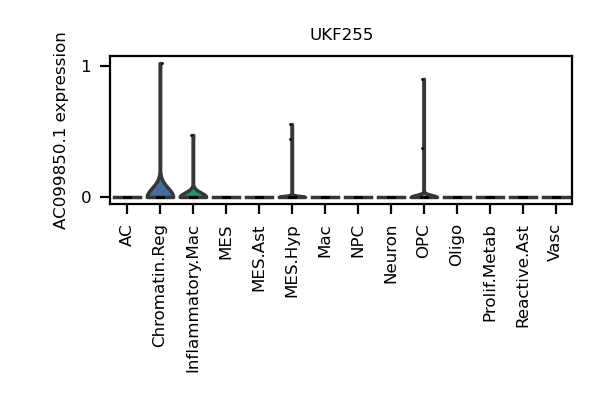 UKF255
AC099850.1 expression
1
0
AC
Chromatin.Reg
Inflammatory.Mac
MES
MES.Ast
MES.Hyp
Mac
NPC
Neuron
OPC
Oligo
Prolif.Metab
Reactive.Ast
Vasc